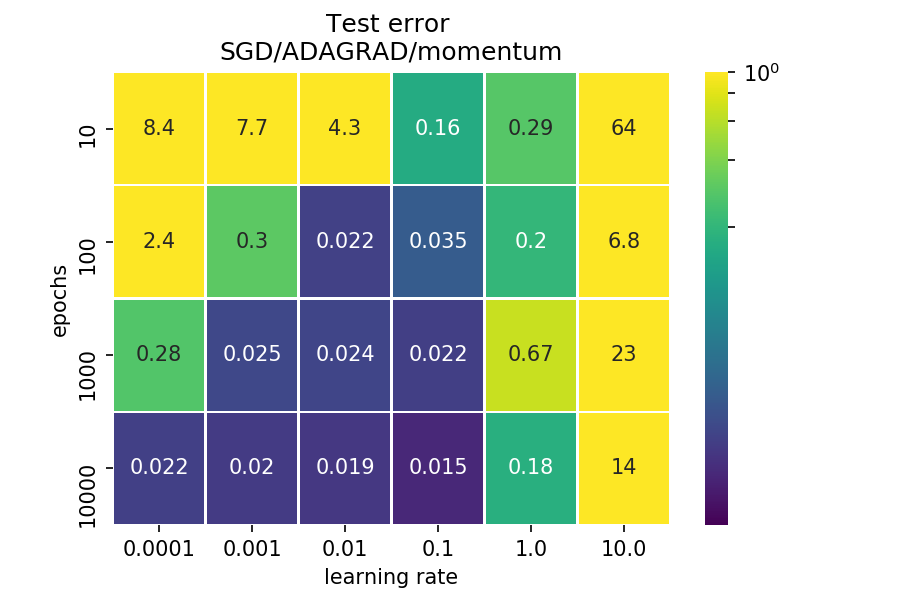 Test error
SGD/ADAGRAD/momentum
10⁰
10 8.4 7.7 4.3 0.16 0.29 64
100 2.4 0.3 0.022 0.035 0.2 6.8
epochs
1000 0.28 0.025 0.024 0.022 0.67 23
10000 0.022 0.02 0.019 0.015 0.18 14
0.0001 0.001 0.01 0.1 1.0 10.0
learning rate